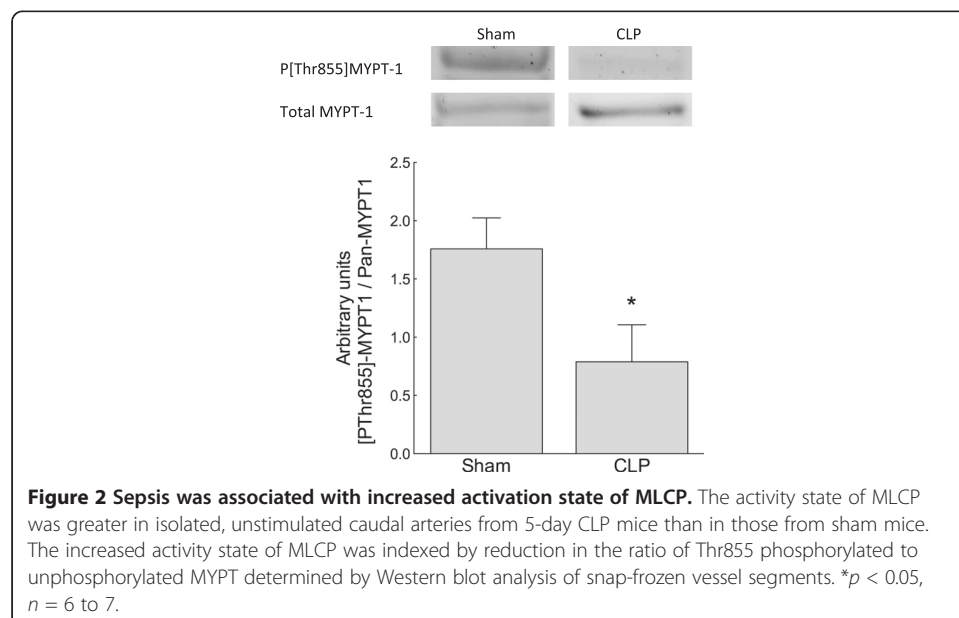 Sham CLP
P[Thr855]MYPT-1
Total MYPT-1
2.5
2.0
1.5
1.0
0.5
0.0
Arbitrary units
[PThr855]-MYPT1 / Pan-MYPT1
*
Sham CLP
Figure 2 Sepsis was associated with increased activation state of MLCP. The activity state of MLCP
was greater in isolated, unstimulated caudal arteries from 5-day CLP mice than in those from sham mice.
The increased activity state of MLCP was indexed by reduction in the ratio of Thr855 phosphorylated to
unphosphorylated MYPT determined by Western blot analysis of snap-frozen vessel segments. *p < 0.05,
n = 6 to 7.